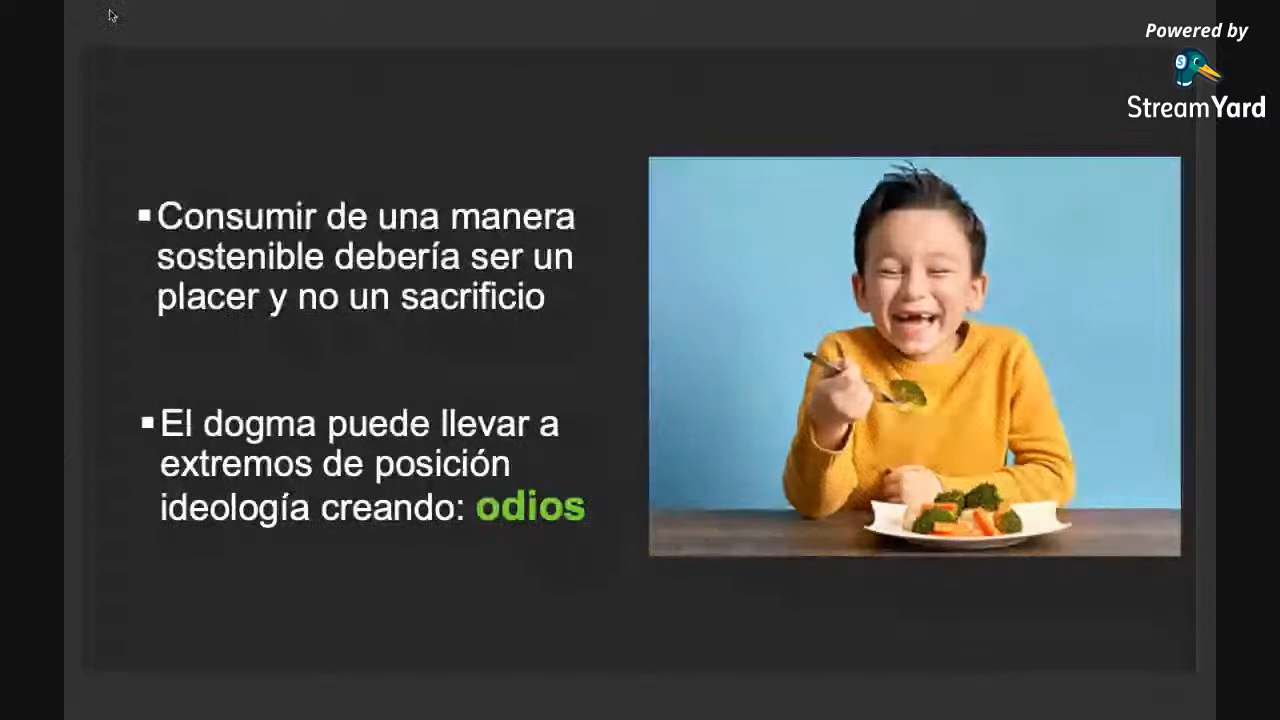 Powered by
StreamYard
▪Consumir de una manera
sostenible debería ser un
placer y no un sacrificio
▪El dogma puede llevar a
extremos de posición
ideología creando: odios